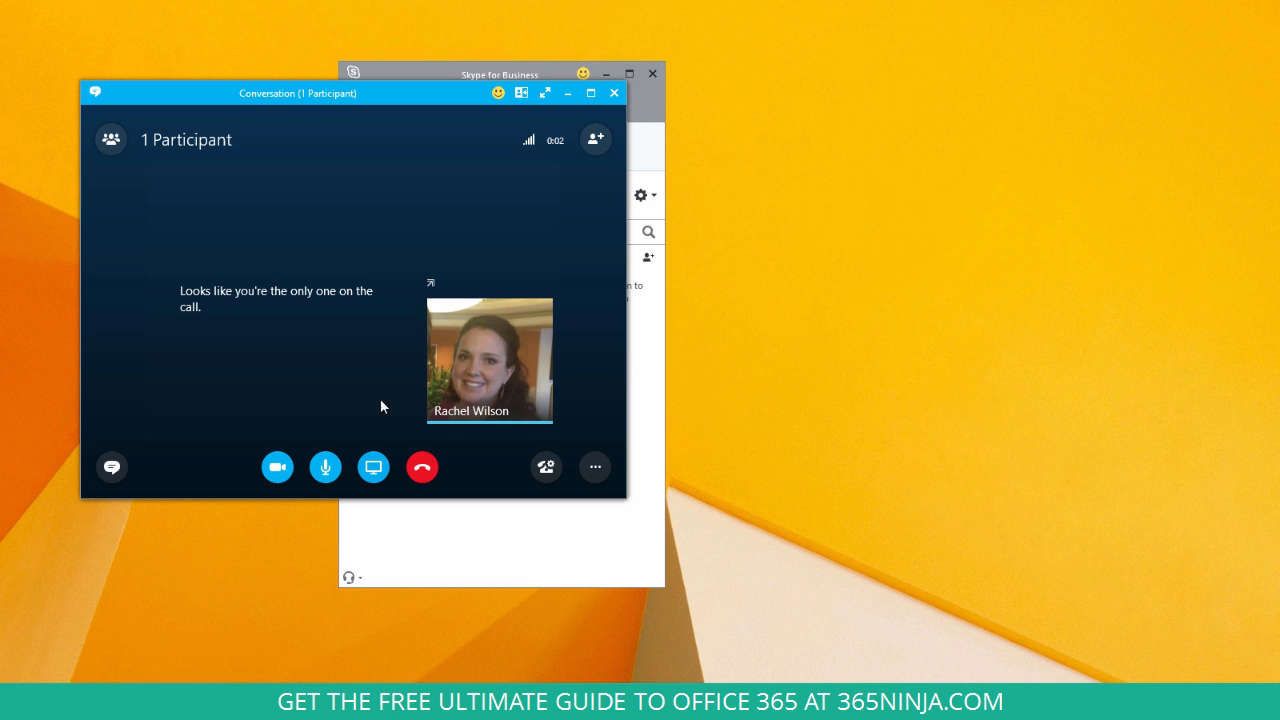 Skype for Business
Conversation (1 Participant)
1 Participant
0:02
Looks like you're the only one on the
call.
n to
Rachel Wilson
GET THE FREE ULTIMATE GUIDE TO OFFICE 365 AT 365NINJA.COM